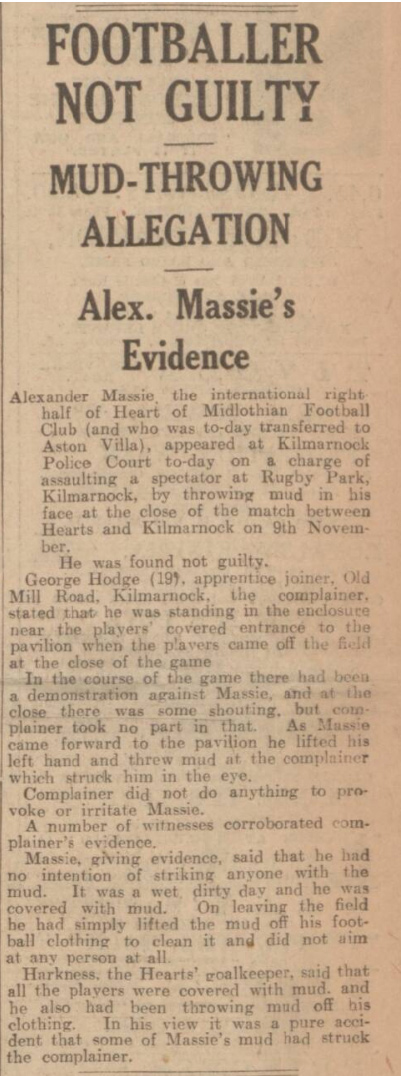 FOOTBALLER
NOT GUILTY
MUD-THROWING
ALLEGATION
Alex. Massie's
Evidence
Alexander Massie, the international right-
half of Heart of Midlothian Football
Club (and who was to-day transferred to
Aston Villa), appeared at Kilmarnock
Police Court to-day on a charge of
assaulting a spectator at Rugby Park,
Kilmarnock, by throwing mud in his
face at the close of the match between
Hearts and Kilmarnock on 9th Novem-
ber.
He was found not guilty.
George Hodge (19), apprentice joiner, Old
Mill Road, Kilmarnock, the complainer,
stated that he was standing in the enclosure
near the players' covered entrance to the
pavilion when the players came off the field
at the close of the game
In the course of the game there had been
a demonstration against Massie, and at the
close there was some shouting, but com-
plainer took no part in that. As Massie
came forward to the pavilion he lifted his
left hand and threw mud at the complainer
which struck him in the eye.
Complainer did not do anything to pro-
voke or irritate Massie.
A number of witnesses corroborated com-
plainer's evidence.
Massie, giving evidence, said that he had
no intention of striking anyone with the
mud. It was a wet, dirty day and he was
covered with mud. On leaving the field
he had simply lifted the mud off his foot-
ball clothing to clean it and did not aim
at any person at all.
Harkness, the Hearts' goalkeeper, said that
all the players were covered with mud, and
he also had been throwing mud off his
clothing. In his view it was a pure acci-
dent that some of Massie's mud had struck
the complainer.